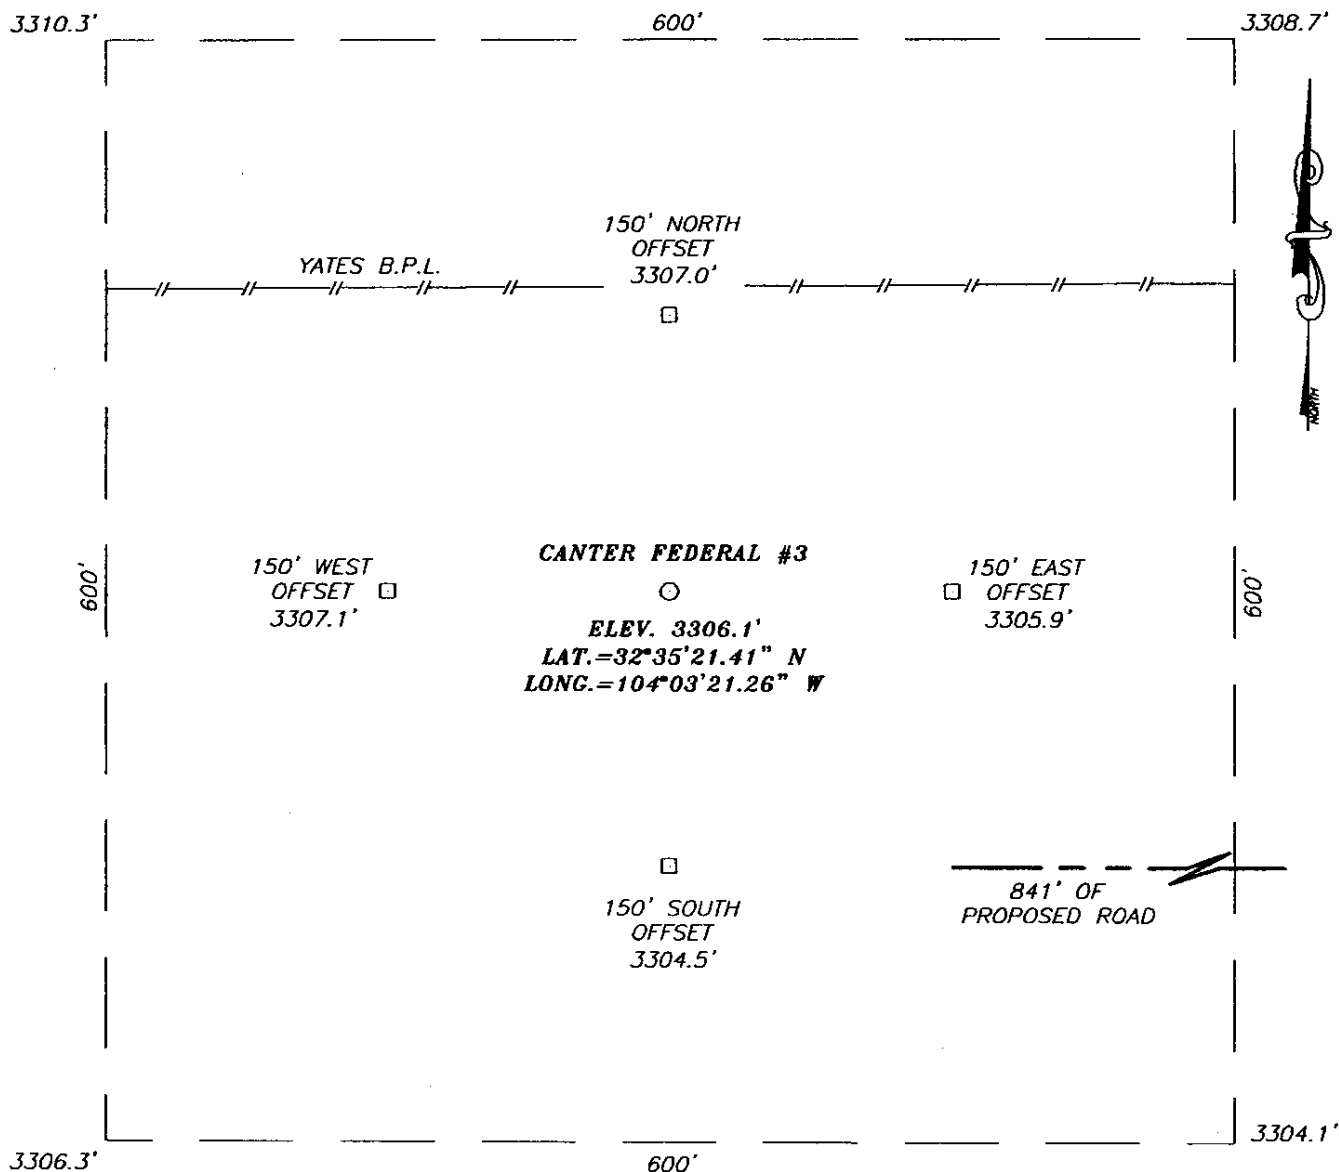 3310.3'
600'
3308.7'
150' NORTH
OFFSET
3307.0'
YATES B.P.L.
NORTH
600'
150' WEST
OFFSET
3307.1'
CANTER FEDERAL #3
ELEV. 3306.1'
LAT.=32°35'21.41" N
LONG.=104°03'21.26" W
150' EAST
OFFSET
3305.9'
600'
150' SOUTH
OFFSET
3304.5'
841' OF
PROPOSED ROAD
3306.3'
600'
3304.1'